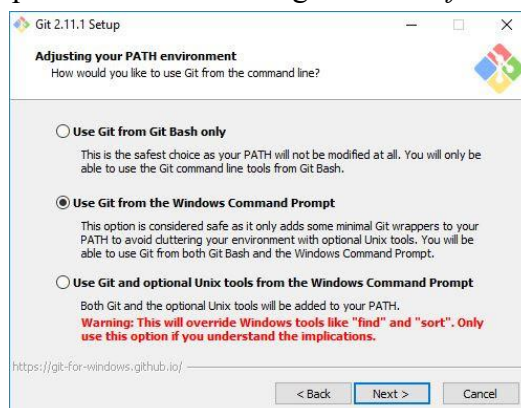 Git 2.11.1 Setup
Adjusting your PATH environment
How would you like to use Git from the command line?
Use Git from Git Bash only
This is the safest choice as your PATH will not be modified at all. You will only be
able to use the Git command line tools from Git Bash.
Use Git from the Windows Command Prompt
This option is considered safe as it only adds some minimal Git wrappers to your
PATH to avoid cluttering your environment with optional Unix tools. You will be
able to use Git from both Git Bash and the Windows Command Prompt.
Use Git and optional Unix tools from the Windows Command Prompt
Both Git and the optional Unix tools will be added to your PATH.
Warning: This will override Windows tools like "find" and "sort". Only
use this option if you understand the implications.
https://git-for-windows.github.io/
< Back Next > Cancel